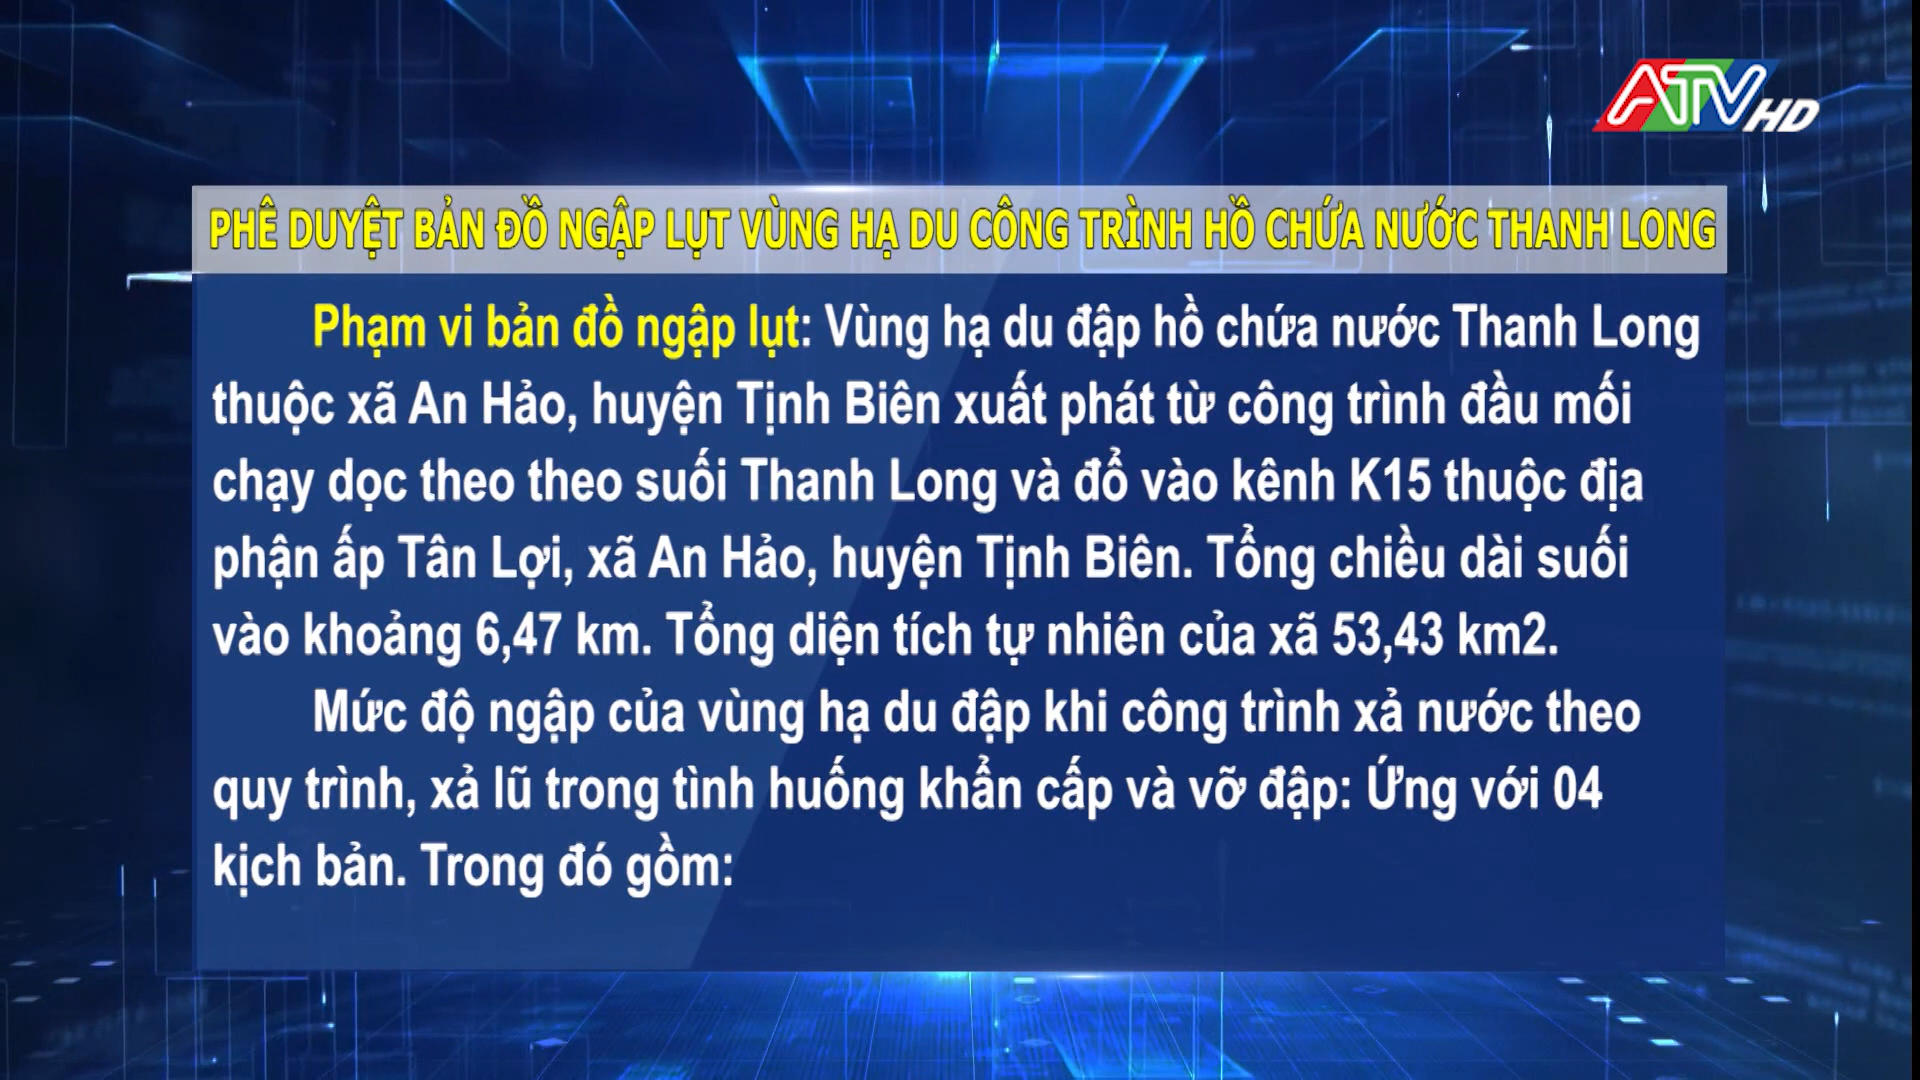 ATV HD
PHÊ DUYỆT BẢN ĐỒ NGẬP LỤT VÙNG HẠ DU CÔNG TRÌNH HỒ CHỨA NƯỚC THANH LONG
Phạm vi bản đồ ngập lụt: Vùng hạ du đập hồ chứa nước Thanh Long
thuộc xã An Hảo, huyện Tịnh Biên xuất phát từ công trình đầu mối
chạy dọc theo theo suối Thanh Long và đổ vào kênh K15 thuộc địa
phận ấp Tân Lợi, xã An Hảo, huyện Tịnh Biên. Tổng chiều dài suối
vào khoảng 6,47 km. Tổng diện tích tự nhiên của xã 53,43 km2.
Mức độ ngập của vùng hạ du đập khi công trình xả nước theo
quy trình, xả lũ trong tình huống khẩn cấp và vỡ đập: Ứng với 04
kịch bản. Trong đó gồm: